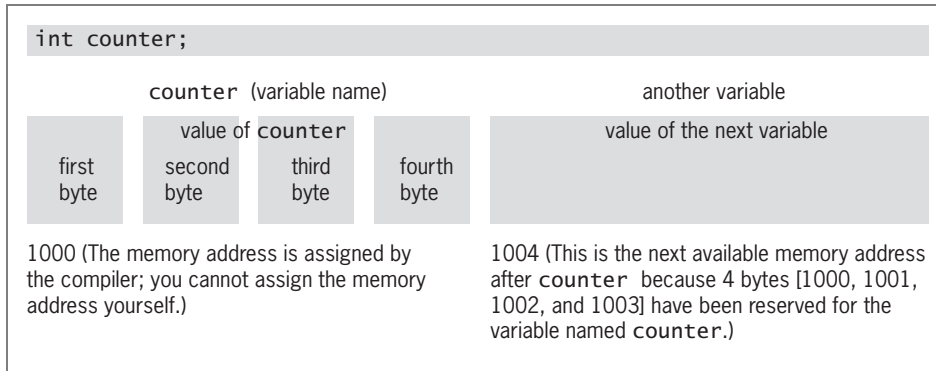 int counter;
counter (variable name)
another variable
value of counter
value of the next variable
first byte
second byte
third byte
fourth byte
1000 (The memory address is assigned by
the compiler; you cannot assign the memory
address yourself.)
1004 (This is the next available memory address
after counter because 4 bytes [1000, 1001,
1002, and 1003] have been reserved for the
variable named counter.)